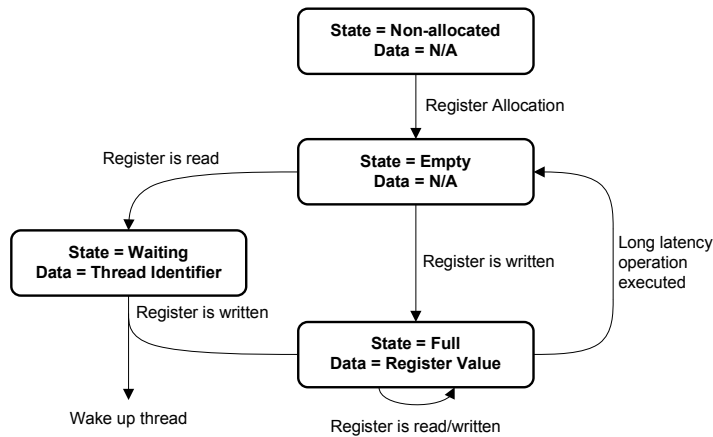 State = Non-allocated
Data = N/A
Register Allocation
Register is read
State = Empty
Data = N/A
State = Waiting
Data = Thread Identifier
Register is written
Long latency
operation
executed
Register is written
State = Full
Data = Register Value
Wake up thread
Register is read/written